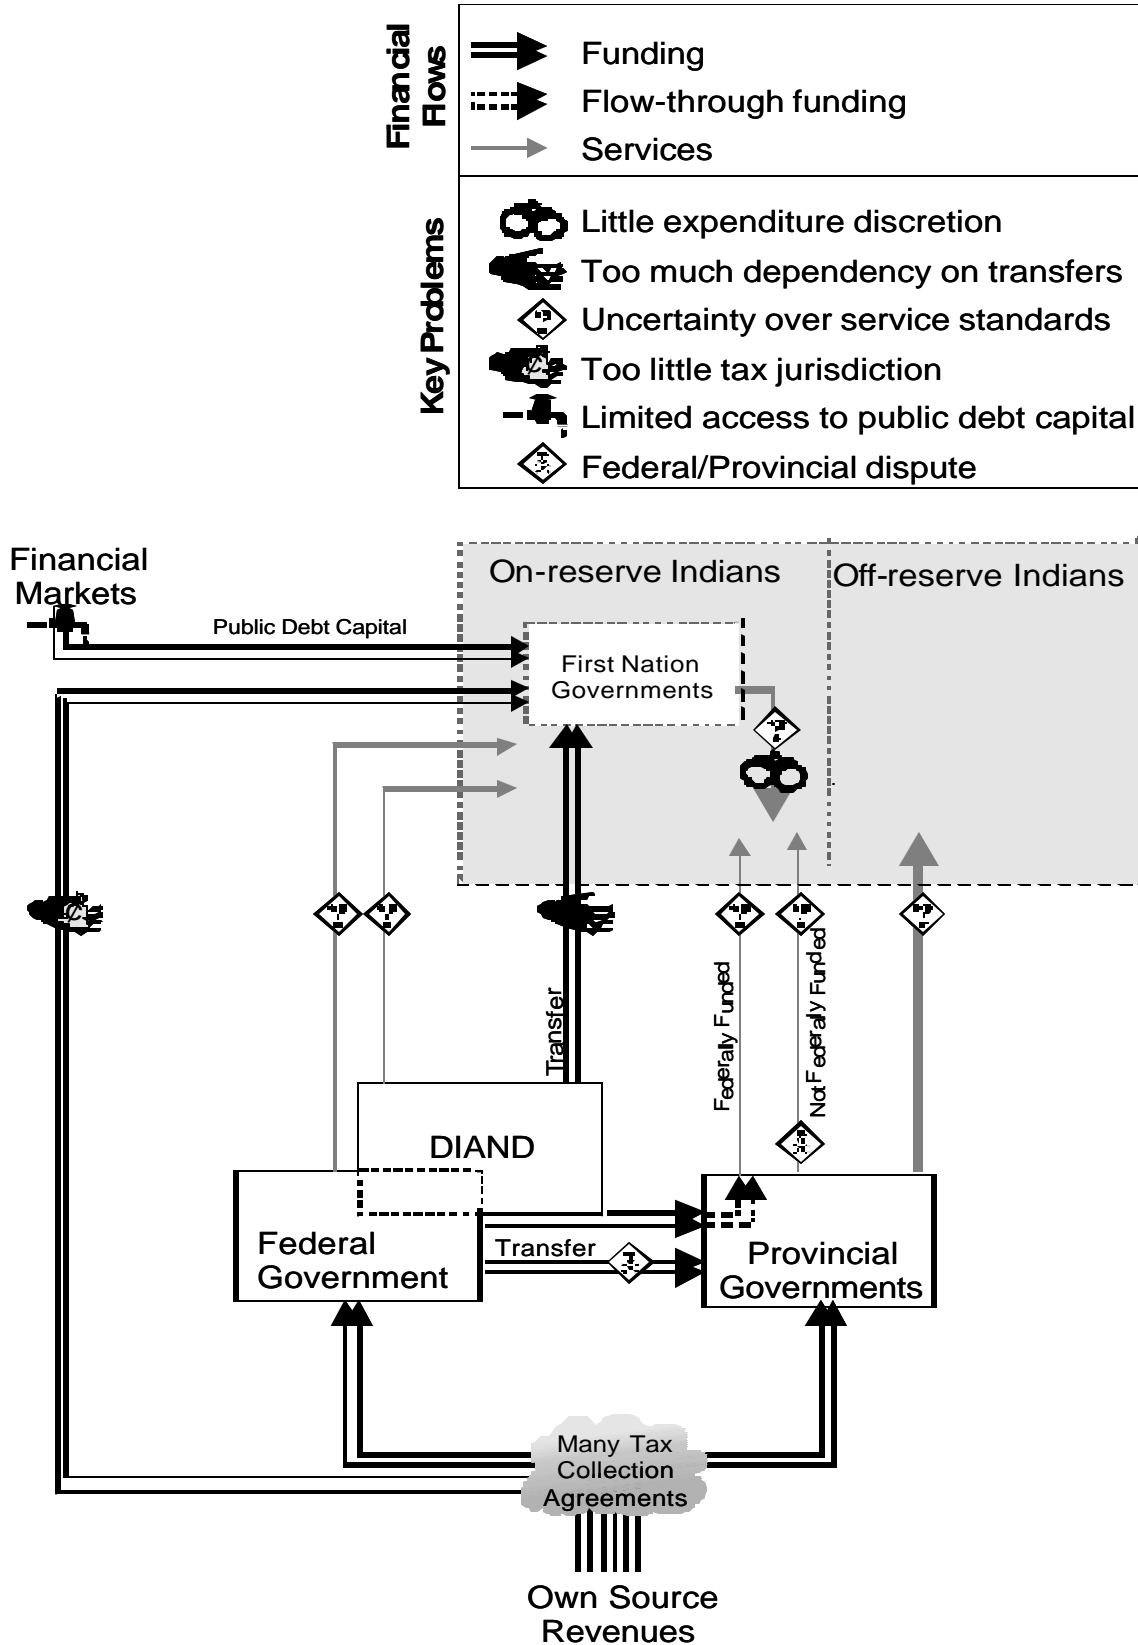 Financial
Flows
Funding
Flow-through funding
Services
Key Problems
Little expenditure discretion
Too much dependency on transfers
Uncertainty over service standards
Too little tax jurisdiction
Limited access to public debt capital
Federal/Provincial dispute
Financial
Markets
On-reserve Indians
Off-reserve Indians
Public Debt Capital
First Nation
Governments
Transfer
Federally Funded
Not Federally Funded
DIAND
Federal
Government
Transfer
Provincial
Governments
Many Tax
Collection
Agreements
Own Source
Revenues